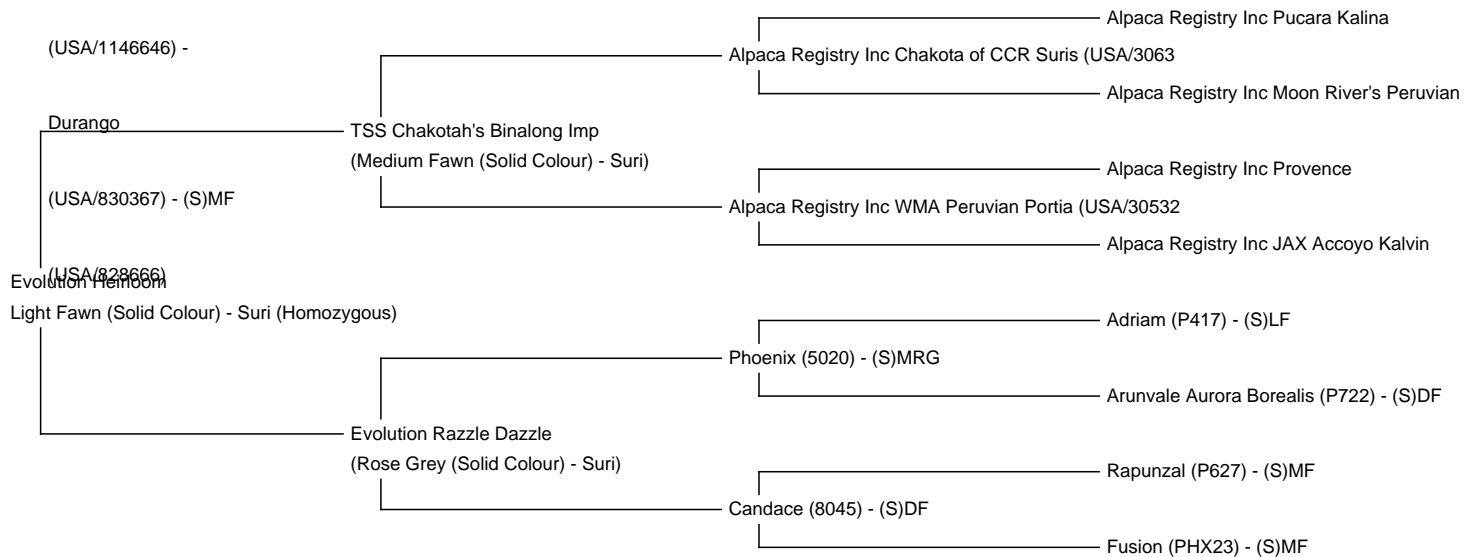 Alpaca Registry Inc Pucara Kalina
(USA/1146646) -
Alpaca Registry Inc Chakota of CCR Suris (USA/3063
Alpaca Registry Inc Moon River's Peruvian
Durango
TSS Chakotah's Binalong Imp
(Medium Fawn (Solid Colour) - Suri)
Alpaca Registry Inc Provence
(USA/830367) - (S)MF
Alpaca Registry Inc WMA Peruvian Portia (USA/30532
Alpaca Registry Inc JAX Accoyo Kalvin
(USA/828666)
Evolution Heirloom
Light Fawn (Solid Colour) - Suri (Homozygous)
Adriam (P417) - (S)LF
Phoenix (5020) - (S)MRG
Arunvale Aurora Borealis (P722) - (S)DF
Evolution Razzle Dazzle
(Rose Grey (Solid Colour) - Suri)
Rapunzal (P627) - (S)MF
Candace (8045) - (S)DF
Fusion (PHX23) - (S)MF